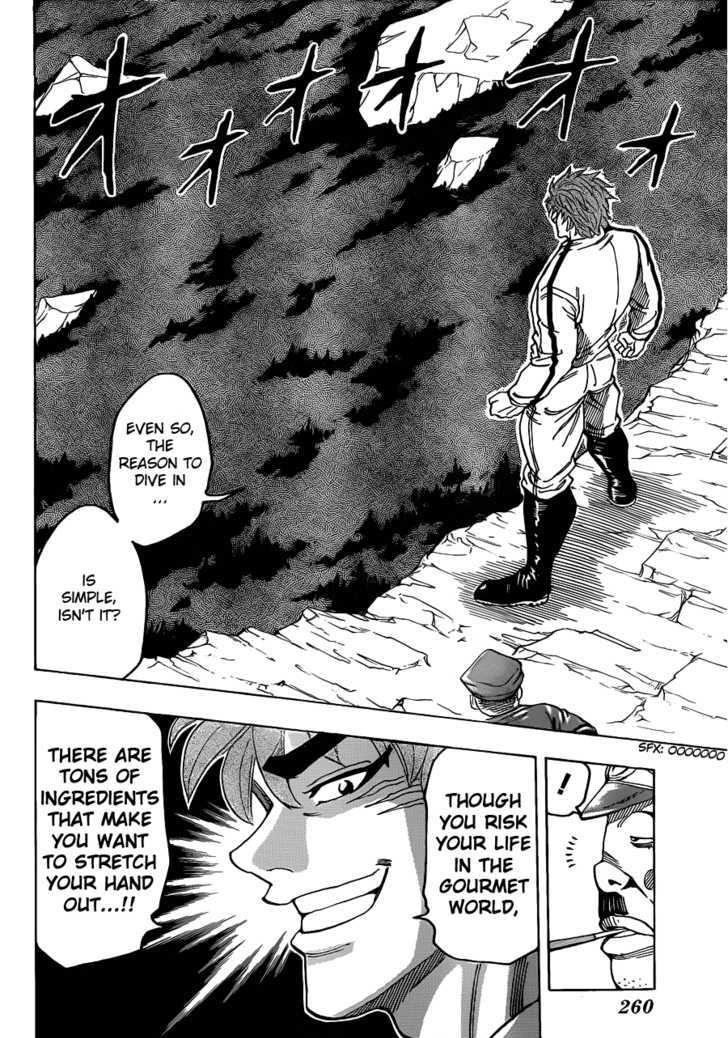 オオオオオオ
EVEN SO,
THE
REASON TO
DIVE IN
...
IS
SIMPLE,
ISN'T IT?
SFX: OOOOOOO
!
THOUGH
YOU RISK
YOUR LIFE
IN THE
GOURMET
WORLD,
THERE ARE
TONS OF
INGREDIENTS
THAT MAKE
YOU WANT
TO STRETCH
YOUR HAND
OUT...!!
260